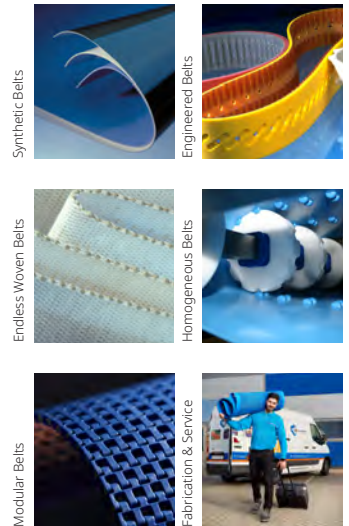 Synthetic Belts
Engineered Belts
Endless Woven Belts
Homogeneous Belts
Modular Belts
Fabrication & Service